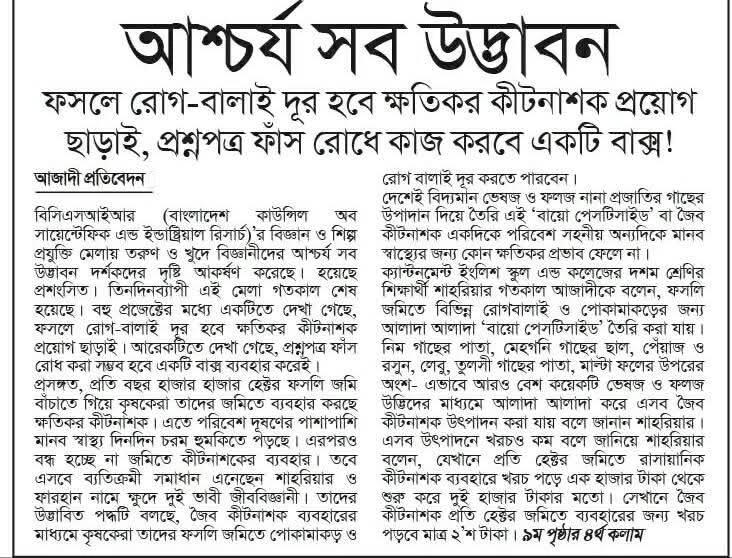 আশ্চর্য সব উদ্ভাবন
ফসলে রোগ-বালাই দূর হবে ক্ষতিকর কীটনাশক প্রয়োগ
ছাড়াই, প্রশ্নপত্র ফাঁস রোধে কাজ করবে একটি বাক্স!
আজাদী প্রতিবেদন
বিসিএসআইআর (বাংলাদেশ কাউন্সিল অব
সায়েন্টেফিক এন্ড ইন্ডাষ্ট্রিয়াল রিসার্চ)'র বিজ্ঞান ও শিল্প
প্রযুক্তি মেলায় তরুণ ও খুদে বিজ্ঞানীদের আশ্চর্য সব
উদ্ভাবন দর্শকদের দৃষ্টি আকর্ষণ করেছে। হয়েছে
প্রশংসিত। তিনদিনব্যাপী এই মেলা গতকাল শেষ
হয়েছে। বহু প্রজেক্টের মধ্যে একটিতে দেখা গেছে,
ফসলে রোগ-বালাই দূর হবে ক্ষতিকর কীটনাশক
প্রয়োগ ছাড়াই। আরেকটিতে দেখা গেছে, প্রশ্নপত্র ফাঁস
রোধ করা সম্ভব হবে একটি বাক্স ব্যবহার করেই।
প্রসঙ্গত, প্রতি বছর হাজার হাজার হেক্টর ফসলি জমি
বাঁচাতে গিয়ে কৃষকেরা তাদের জমিতে ব্যবহার করছে
ক্ষতিকর কীটনাশক। এতে পরিবেশ দূষণের পাশাপাশি
মানব স্বাস্থ্য দিনদিন চরম হুমকিতে পড়ছে। এরপরও
বন্ধ হচ্ছে না জমিতে কীটনাশকের ব্যবহার। তবে
এসবে ব্যতিক্রমী সমাধান এনেছেন শাহরিয়ার ও
ফারহান নামে ক্ষুদে দুই ভাবী জীববিজ্ঞানী। তাদের
উদ্ভাবিত পদ্ধটি বলছে, জৈব কীটনাশক ব্যবহারের
মাধ্যমে কৃষকেরা তাদের ফসলি জমিতে পোকামাকড় ও
রোগ বালাই দূর করতে পারবেন।
দেশেই বিদ্যমান ভেষজ ও ফলজ নানা প্রজাতির গাছের
উপাদান দিয়ে তৈরি এই 'বায়ো পেসটিসাইড' বা জৈব
কীটনাশক একদিকে পরিবেশ সহনীয় অন্যদিকে মানব
স্বাস্থ্যের জন্য কোন ক্ষতিকর প্রভাব ফেলে না।
ক্যান্টনমেন্ট ইংলিশ স্কুল এন্ড কলেজের দশম শ্রেণির
শিক্ষার্থী শাহরিয়ার গতকাল আজাদীকে বলেন, ফসলি
জমিতে বিভিন্ন রোগবালাই ও পোকামাকড়ের জন্য
আলাদা আলাদা 'বায়ো পেসটিসাইড' তৈরি করা যায়।
নিম গাছের পাতা, মেহগনি গাছের ছাল, পেঁয়াজ ও
রসুন, লেবু, তুলসী গাছের পাতা, মাল্টা ফলের উপরের
অংশ- এভাবে আরও বেশ কয়েকটি ভেষজ ও ফলজ
উদ্ভিদের মাধ্যমে আলাদা আলাদা করে এসব জৈব
কীটনাশক উৎপাদন করা যায় বলে জানান শাহরিয়ার।
এসব উৎপাদনে খরচও কম বলে জানিয়ে শাহরিয়ার
বলেন, যেখানে প্রতি হেক্টর জমিতে রাসায়ানিক
কীটনাশক ব্যবহারে খরচ পড়ে এক হাজার টাকা থেকে
শুরু করে দুই হাজার টাকার মতো। সেখানে জৈব
কীটনাশক প্রতি হেক্টর জমিতে ব্যবহারের জন্য খরচ
পড়বে মাত্র ২'শ টাকা। ৯ম পৃষ্ঠার ৪র্থ কলাম